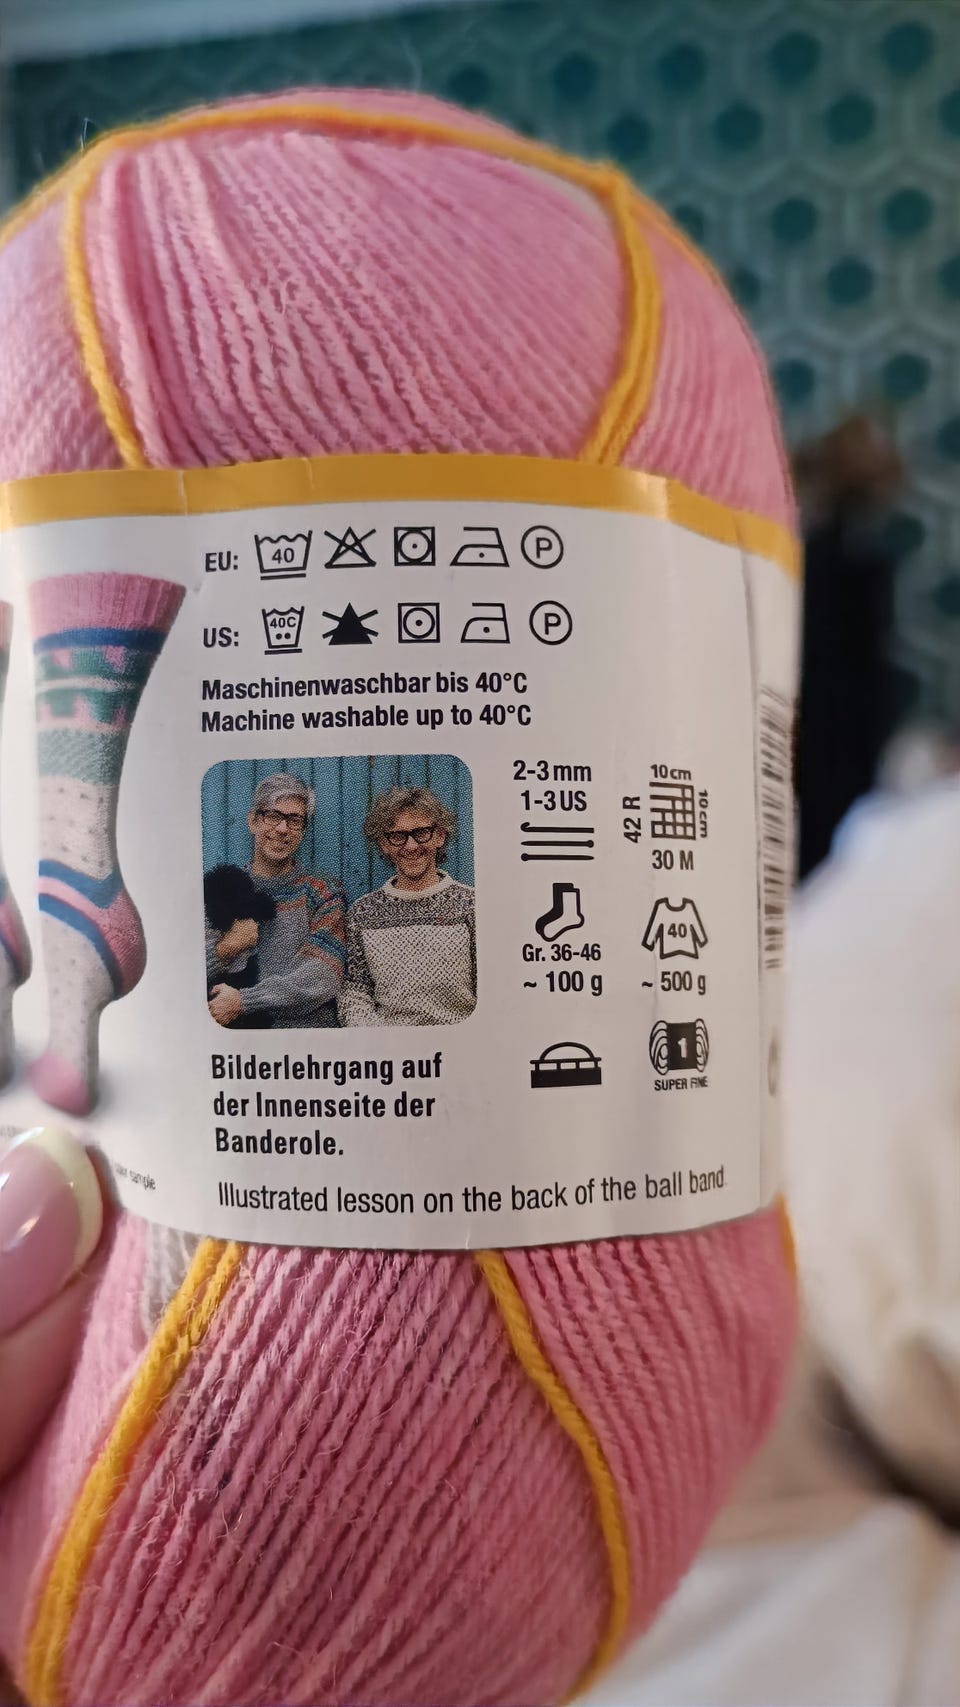 EU: 40 P
US: 40C P
Maschinenwaschbar bis 40°C
Machine washable up to 40°C
2-3 mm
1-3 US
10 cm
10 cm
42 R
30 M
Gr. 36-46
~ 100 g
40
~ 500 g
1
SUPER FINE
Bilderlehrgang auf
der Innenseite der
Banderole.
Illustrated lesson on the back of the ball band.
sample